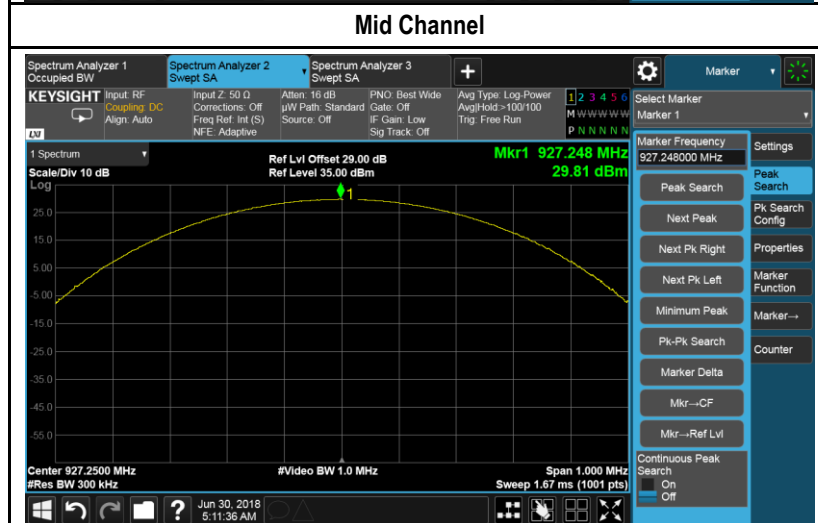 Mid Channel
Spectrum Analyzer 1
Occupied BW
Spectrum Analyzer 2
Swept SA
Spectrum Analyzer 3
Swept SA
+
Marker
KEYSIGHT
LXI
Input: RF
Coupling: DC
Align: Auto
Input Z: 50 Ω
Corrections: Off
Freq Ref: Int (S)
NFE: Adaptive
Atten: 16 dB
µW Path: Standard
Source: Off
PNO: Best Wide
Gate: Off
IF Gain: Low
Sig Track: Off
Avg Type: Log-Power
Avg|Hold:>100/100
Trig: Free Run
1 2 3 4 5 6
M W W W W W
P N N N N N
Select Marker
Marker 1
1 Spectrum
Scale/Div 10 dB
Ref Lvl Offset 29.00 dB
Ref Level 35.00 dBm
Mkr1 927.248 MHz
29.81 dBm
Log
1
25.0
15.0
5.00
-5.00
-15.0
-25.0
-35.0
-45.0
-55.0
Center 927.2500 MHz
#Res BW 300 kHz
#Video BW 1.0 MHz
Span 1.000 MHz
Sweep 1.67 ms (1001 pts)
Marker Frequency
927.248000 MHz
Peak Search
Next Peak
Next Pk Right
Next Pk Left
Minimum Peak
Pk-Pk Search
Marker Delta
Mkr→CF
Mkr→Ref Lvl
Continuous Peak
Search
On
Off
Settings
Peak
Search
Pk Search
Config
Properties
Marker
Function
Marker→
Counter
?
Jun 30, 2018
5:11:36 AM